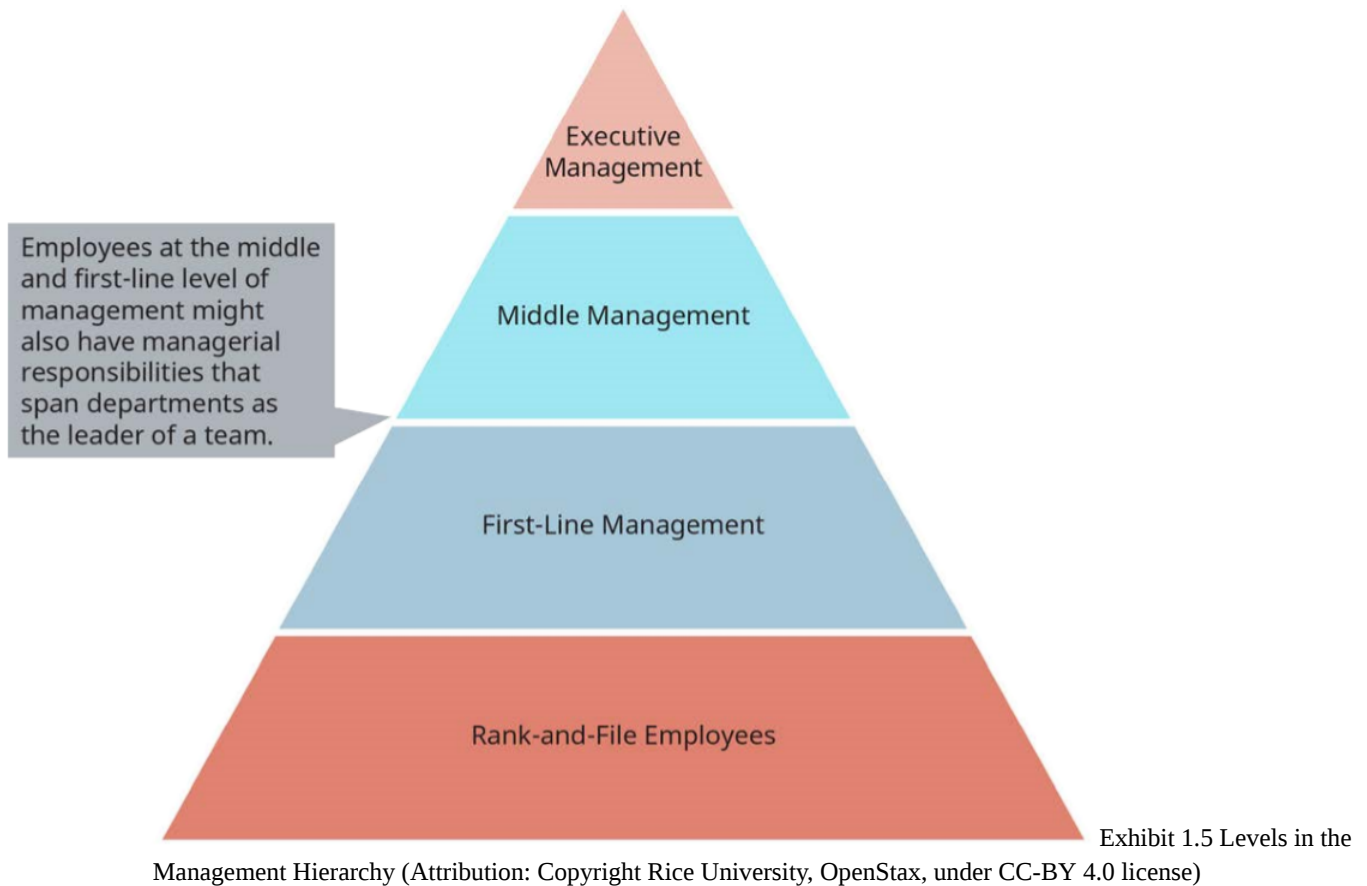 Executive
Management
Employees at the middle
and first-line level of
management might
also have managerial
responsibilities that
span departments as
the leader of a team.
Middle Management
First-Line Management
Rank-and-File Employees
Exhibit 1.5 Levels in the
Management Hierarchy (Attribution: Copyright Rice University, OpenStax, under CC-BY 4.0 license)